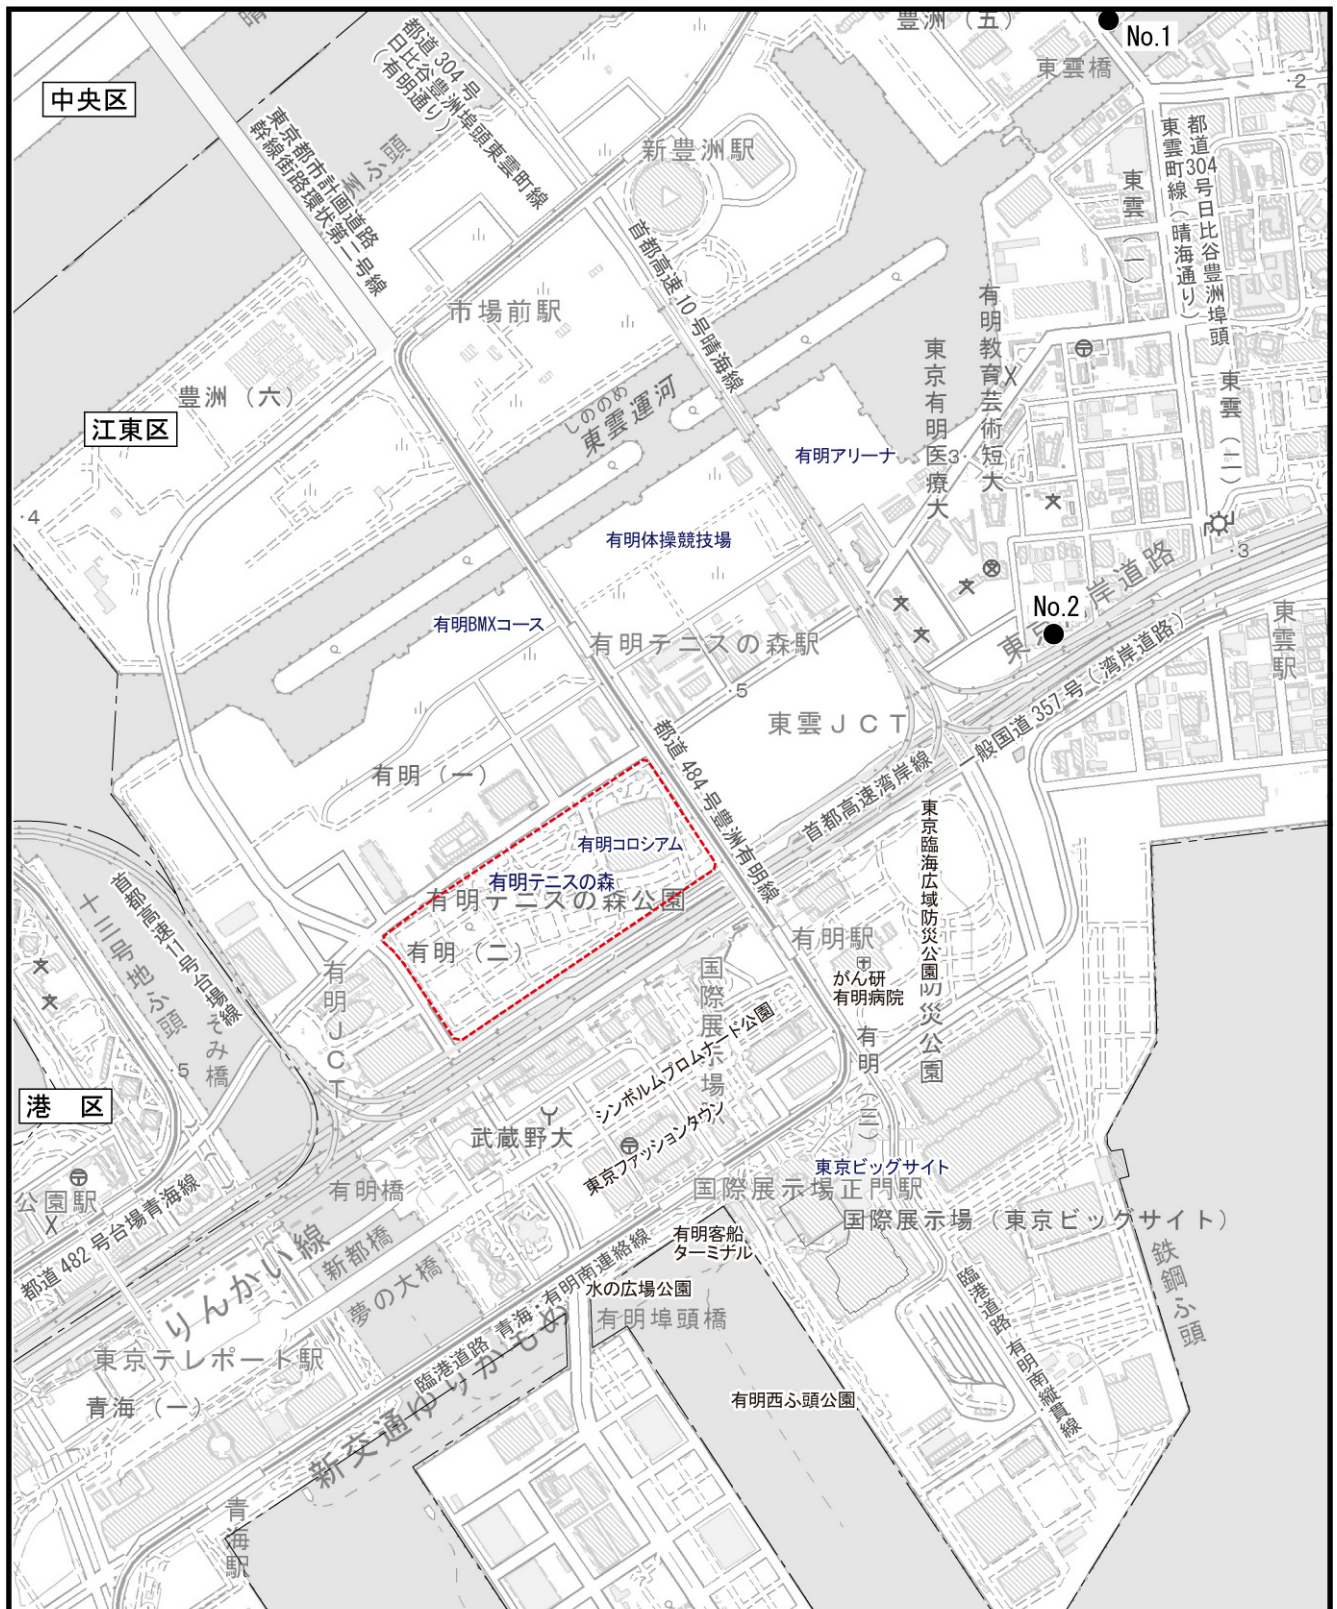 豊洲（五）
No.1
東雲橋
中央区
都道304号
日比谷豊洲埠頭東雲町線
（有明通り）
東京都市計画道路
幹線街路環状第二号線
州ふ頭
新豊洲駅
・2
都道304号日比谷豊洲埠頭
東雲町線（晴海通り）
東雲（一）
首都高速10号晴海線
市場前駅
有明教育芸術短大
東京有明医療大
東雲（二）
豊洲（六）
江東区
しののめ
東雲運河
有明アリーナ
・3
・4
有明体操競技場
・3
東京湾岸道路
No.2
有明BMXコース
有明テニスの森駅
東雲駅
・5
東雲JCT
一般国道357号（湾岸道路）
都道484号豊洲有明線
首都高速湾岸線
有明（一）
有明コロシアム
有明テニスの森
有明テニスの森公園
有明（二）
東京臨海広域防災公園
防災公園
有明駅
がん研
有明病院
首都高速11号台場線
十三号地ふ頭
のぞみ橋
有明JCT
国際展示場
・5
有明（三）
港　区
シンボルプロムナード公園
武蔵野大
東京ファッションタウン
東京ビッグサイト
有明橋
国際展示場正門駅
公園駅
国際展示場（東京ビッグサイト）
都道482号台場青海線
有明客船
ターミナル
りんかい線
新都橋
夢の大橋
水の広場公園
有明埠頭橋
鉄鋼ふ頭
臨港道路 青海・有明南連絡線
臨港道路 有明南縦貫線
東京テレポート駅
青海（一）
有明西ふ頭公園
新交通ゆりかもめ
青海駅